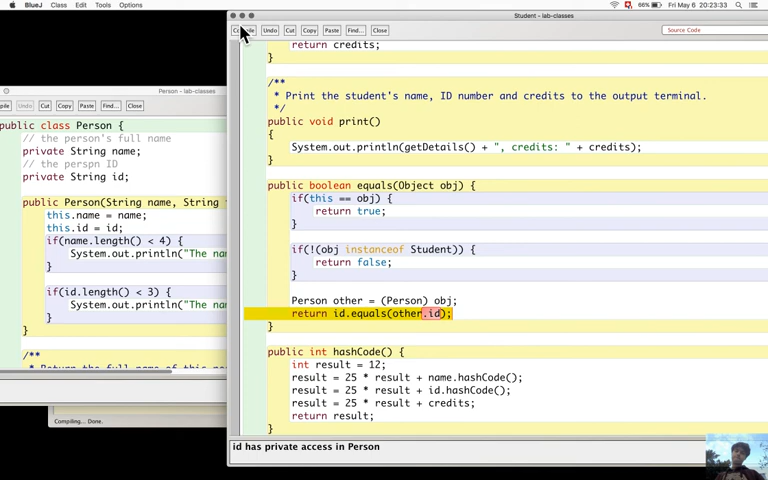 BlueJ Class Edit Tools Options
66% Fri May 6 20:23:33
Student - lab-classes
Undo Cut Copy Paste Find... Close
Source Code
return credits;
}
/**
* Print the student's name, ID number and credits to the output terminal.
*/
public void print()
{
System.out.println(getDetails() + ", credits: " + credits);
}
public boolean equals(Object obj) {
if(this == obj) {
return true;
}
if(!(obj instanceof Student)) {
return false;
}
Person other = (Person) obj;
return id.equals(other.id);
}
public int hashCode() {
int result = 12;
result = 25 * result + name.hashCode();
result = 25 * result + id.hashCode();
result = 25 * result + credits;
return result;
}
id has private access in Person
Person - lab-classes
Undo Cut Copy Paste Find... Close
public class Person {
// the person's full name
private String name;
// the perspn ID
private String id;
public Person(String name, String
this.name = name;
this.id = id;
if(name.length() < 4) {
System.out.println("The na
}
if(id.length() < 3) {
System.out.println("The na
}
}
/**
Compiling... Done.